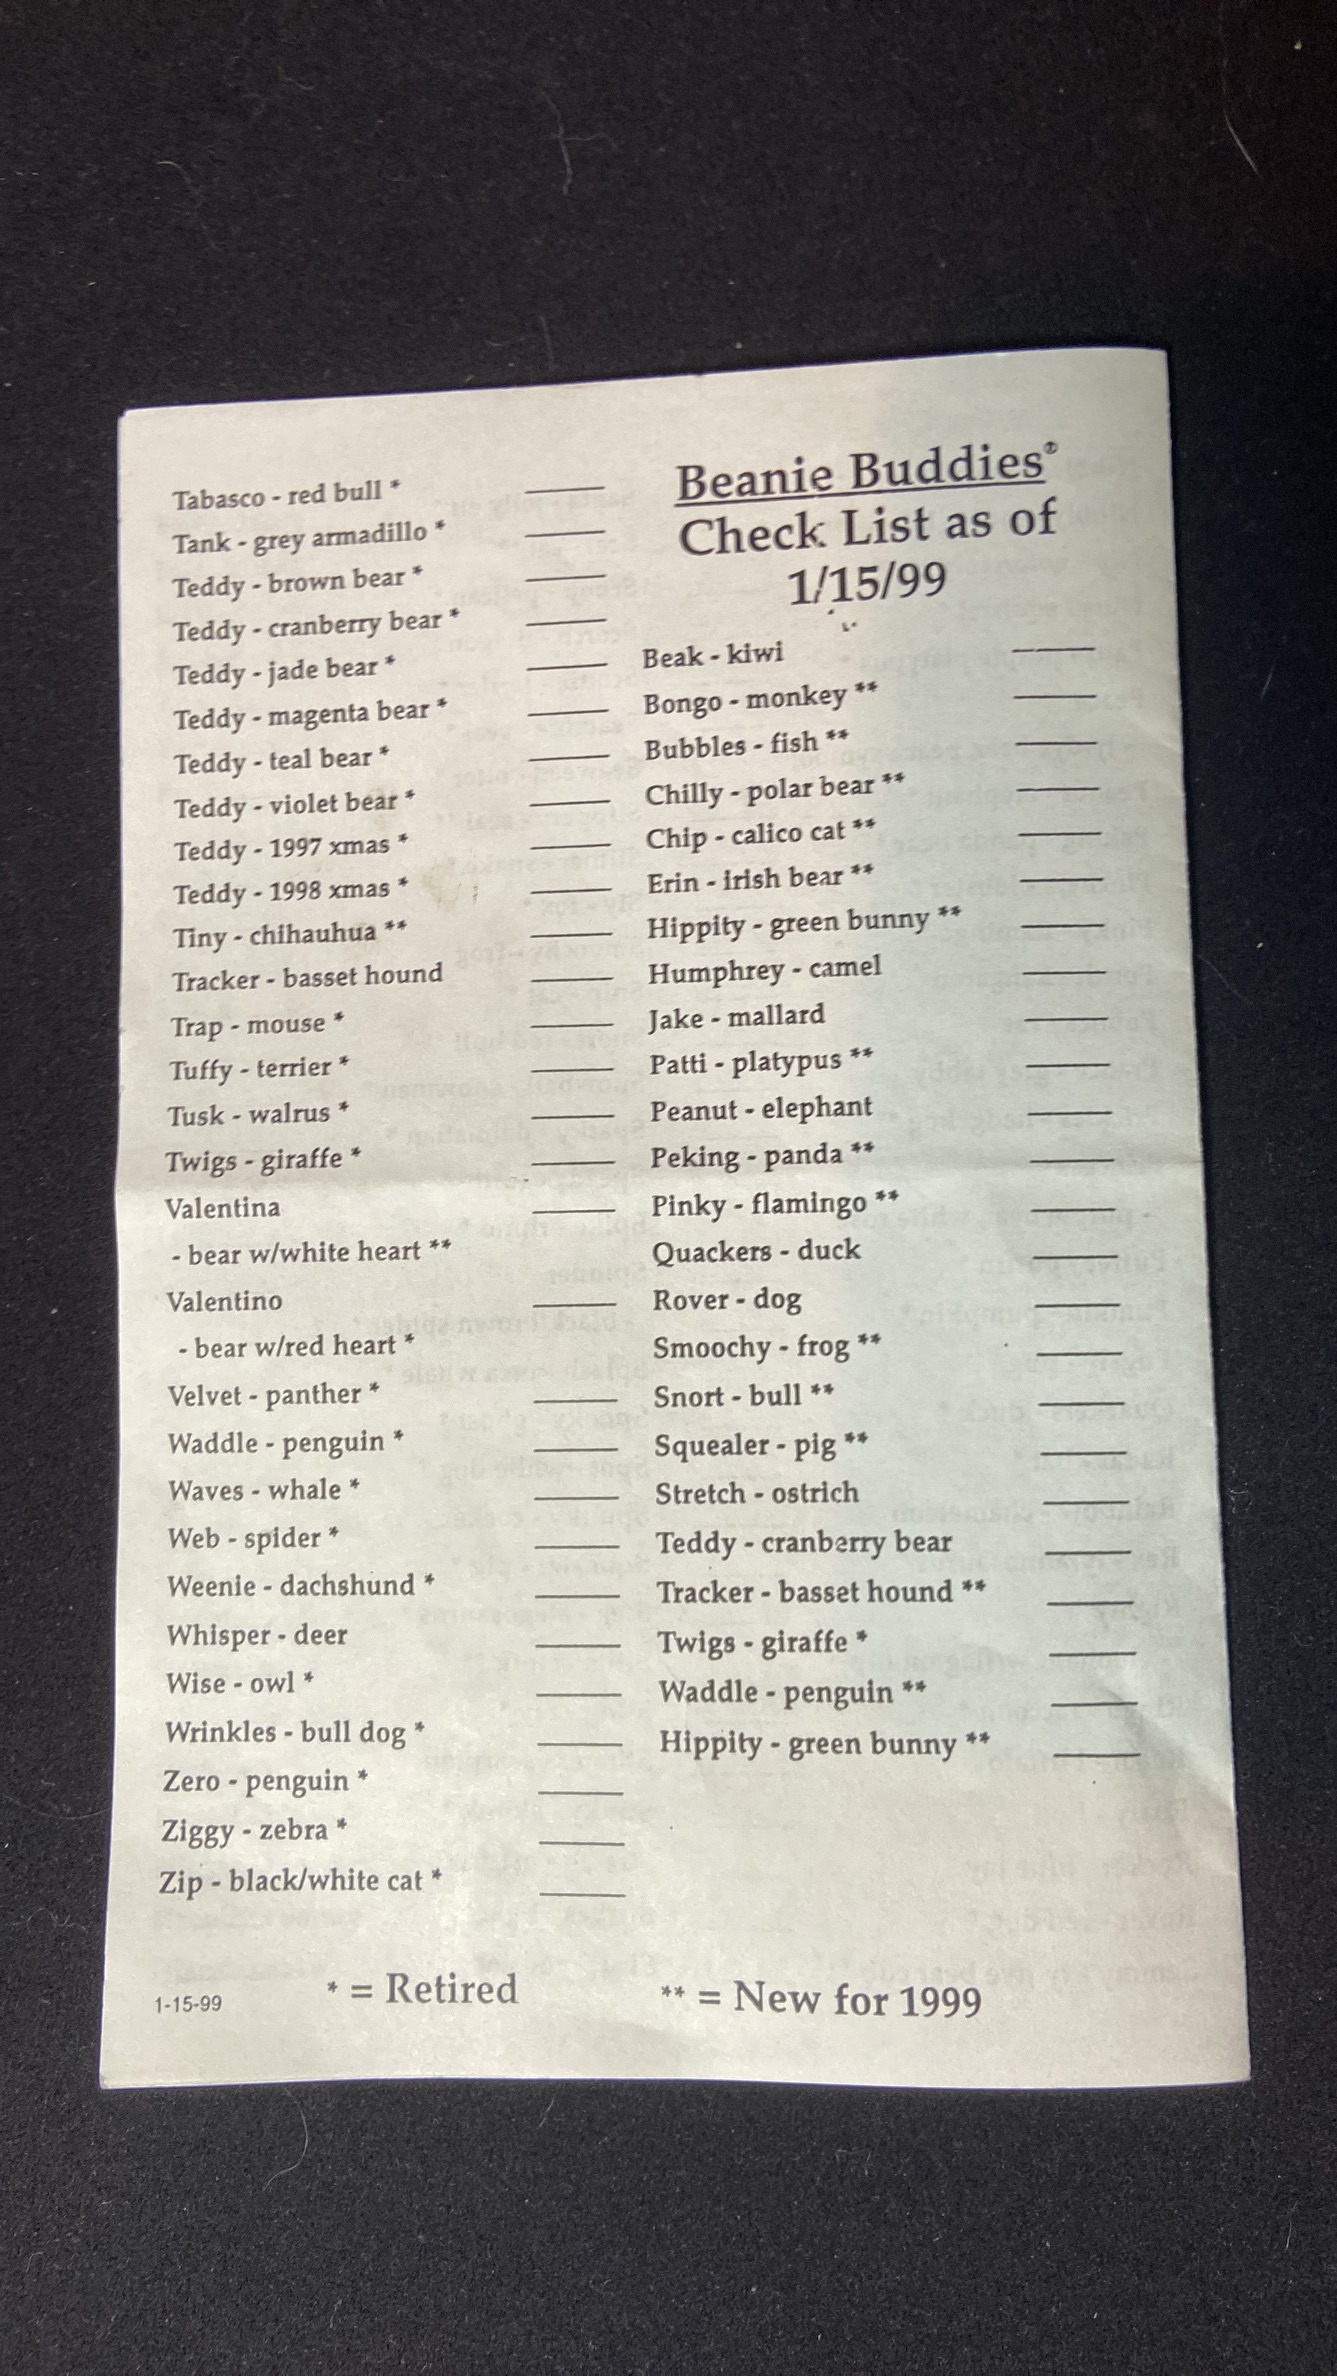 Tabasco - red bull *
Tank - grey armadillo *
Teddy - brown bear *
Teddy - cranberry bear *
Teddy - jade bear *
Teddy - magenta bear *
Teddy - teal bear *
Teddy - violet bear *
Teddy - 1997 xmas *
Teddy - 1998 xmas *
Tiny - chihauhua **
Tracker - basset hound
Trap - mouse *
Tuffy - terrier *
Tusk - walrus *
Twigs - giraffe *
Valentina
- bear w/white heart **
Valentino
- bear w/red heart *
Velvet - panther *
Waddle - penguin *
Waves - whale *
Web - spider *
Weenie - dachshund *
Whisper - deer
Wise - owl *
Wrinkles - bull dog *
Zero - penguin *
Ziggy - zebra *
Zip - black/white cat *
Beanie Buddies®
Check List as of
1/15/99
Beak - kiwi
Bongo - monkey **
Bubbles - fish **
Chilly - polar bear **
Chip - calico cat **
Erin - irish bear **
Hippity - green bunny **
Humphrey - camel
Jake - mallard
Patti - platypus **
Peanut - elephant
Peking - panda **
Pinky - flamingo **
Quackers - duck
Rover - dog
Smoochy - frog **
Snort - bull **
Squealer - pig **
Stretch - ostrich
Teddy - cranberry bear
Tracker - basset hound **
Twigs - giraffe *
Waddle - penguin **
Hippity - green bunny **
1-15-99
* = Retired
** = New for 1999